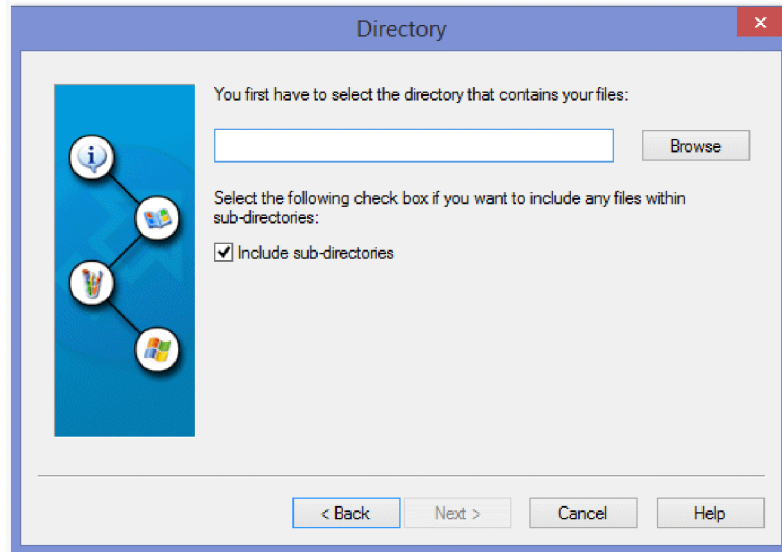 Directory
You first have to select the directory that contains your files:
Browse
Select the following check box if you want to include any files within
sub-directories:
Include sub-directories
< Back
Next >
Cancel
Help